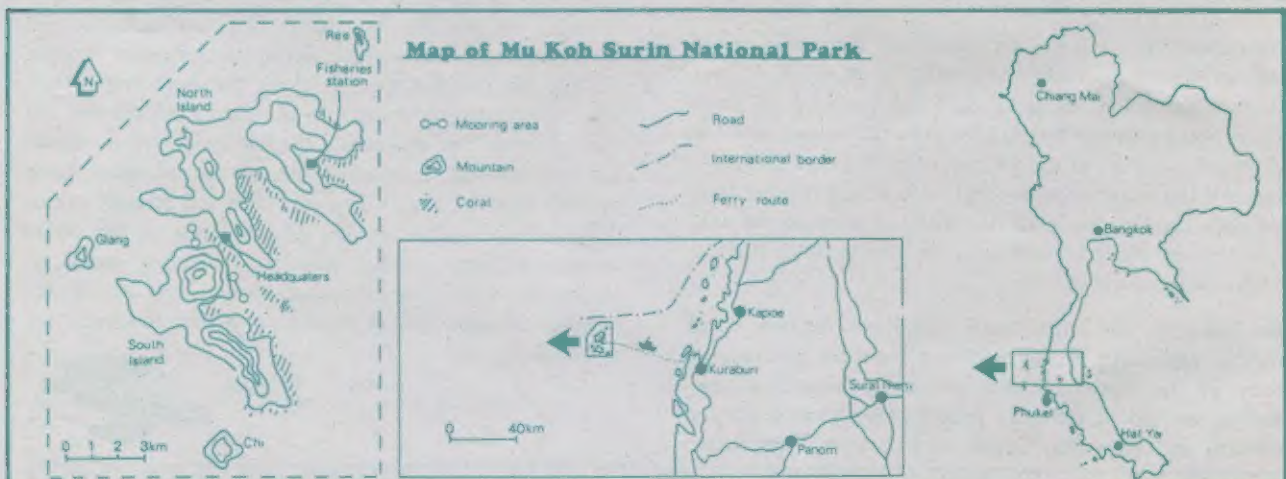 Map of Mu Koh Surin National Park
N
Ree
Fisheries
station
North
Island
Glang
Headquaters
South
Island
Chi
0 1 2 3km
Mooring area
Mountain
Coral
Road
International border
Ferry route
Kapoe
Kuraburi
Surat
Panom
0 40km
Chiang Mai
Bangkok
Phuket
Hat Ya